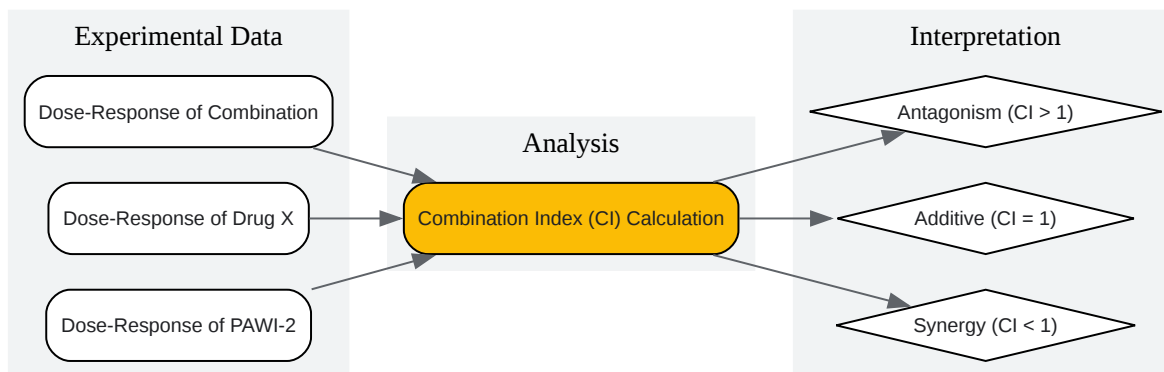 Experimental Data
Dose-Response of Combination
Dose-Response of Drug X
Dose-Response of PAWI-2
Analysis
Combination Index (CI) Calculation
Interpretation
Antagonism (CI > 1)
Additive (CI = 1)
Synergy (CI < 1)